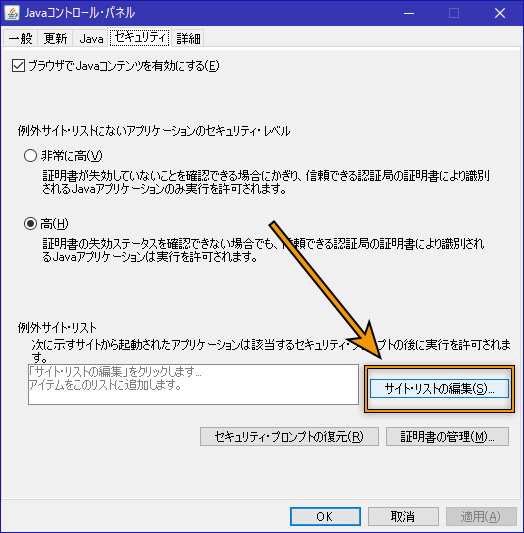 Javaコントロール・パネル
一般 更新 Java セキュリティ 詳細
ブラウザでJavaコンテンツを有効にする(E)
例外サイト・リストにないアプリケーションのセキュリティ・レベル
非常に高(V)
証明書が失効していないことを確認できる場合にかぎり、信頼できる認証局の証明書により識別
されるJavaアプリケーションのみ実行を許可されます。
高(H)
証明書の失効ステータスを確認できない場合でも、信頼できる認証局の証明書により識別され
るJavaアプリケーションは実行を許可されます。
例外サイト・リスト
次に示すサイトから起動されたアプリケーションは該当するセキュリティ・プロンプトの後に実行を許可されま
す。
「サイト・リストの編集」をクリックします...
アイテムをこのリストに追加します。
サイト・リストの編集(S)...
セキュリティ・プロンプトの復元(R) 証明書の管理(M)...
OK 取消 適用(A)